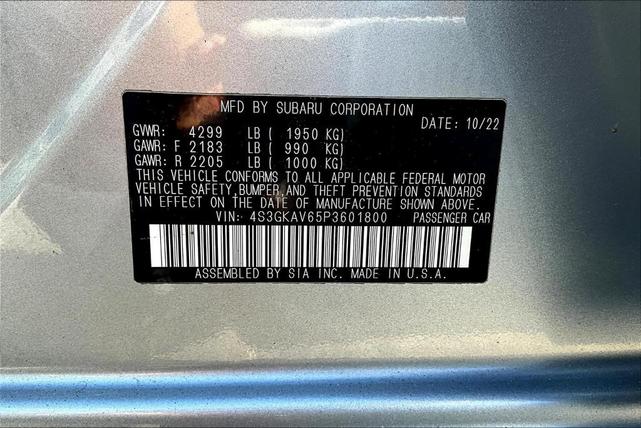 MFD BY SUBARU CORPORATION
DATE: 10/22
GVWR: 4299 LB ( 1950 KG)
GAWR: F 2183 LB ( 990 KG)
GAWR: R 2205 LB ( 1000 KG)
THIS VEHICLE CONFORMS TO ALL APPLICABLE FEDERAL MOTOR
VEHICLE SAFETY, BUMPER, AND THEFT PREVENTION STANDARDS
IN EFFECT ON THE DATE OF MANUFACTURE SHOWN ABOVE.
VIN: 4S3GKAV65P3601800 PASSENGER CAR
ASSEMBLED BY SIA INC. MADE IN U.S.A.